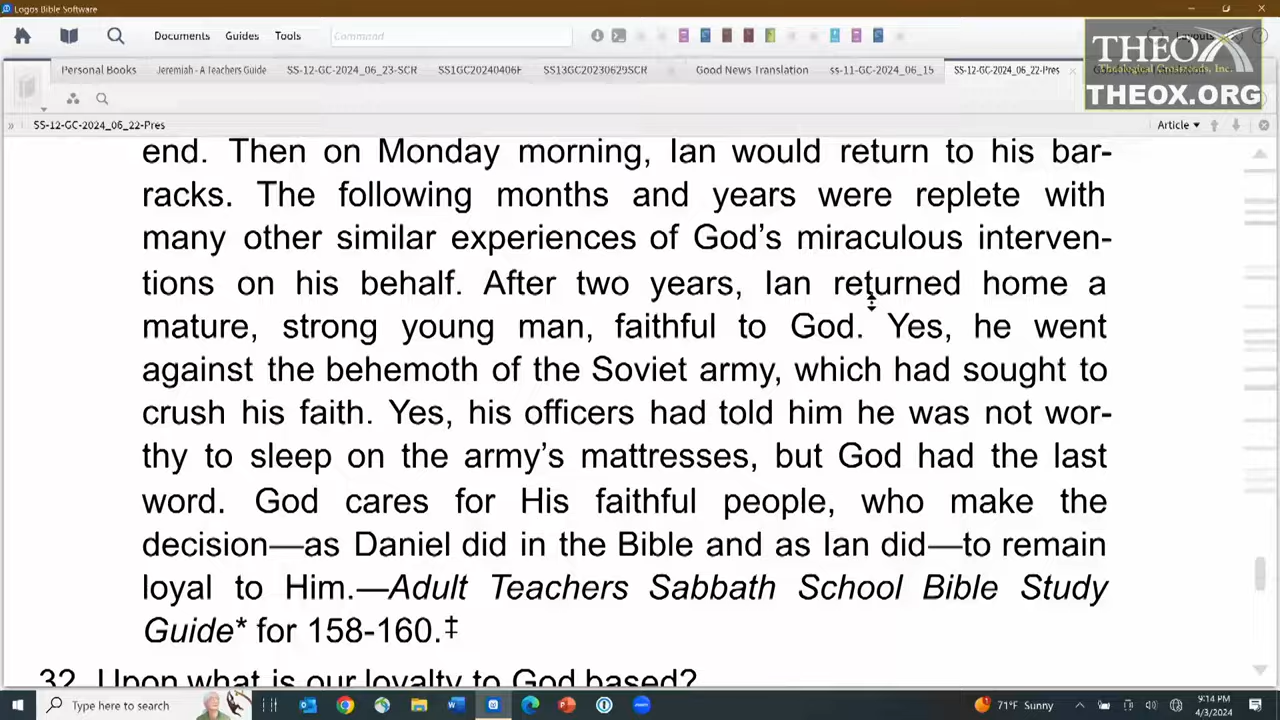 Logos Bible Software
Documents Guides Tools Command
THEOX
Theological Crossroads, Inc.
THEOX.ORG
Personal Books Jeremiah - A Teachers Guide Good News Translation ss-11-GC-2024_06_15 SS-12-GC-2024_06_22-Pres
SS-12-GC-2024_06_22-Pres Article
end. Then on Monday morning, Ian would return to his bar-
racks. The following months and years were replete with
many other similar experiences of God's miraculous interven-
tions on his behalf. After two years, Ian returned home a
mature, strong young man, faithful to God. Yes, he went
against the behemoth of the Soviet army, which had sought to
crush his faith. Yes, his officers had told him he was not wor-
thy to sleep on the army's mattresses, but God had the last
word. God cares for His faithful people, who make the
decision—as Daniel did in the Bible and as Ian did—to remain
loyal to Him.—Adult Teachers Sabbath School Bible Study
Guide* for 158-160.‡
32. Upon what is our loyalty to God based?
Type here to search 71°F Sunny 9:14 PM
4/3/2024